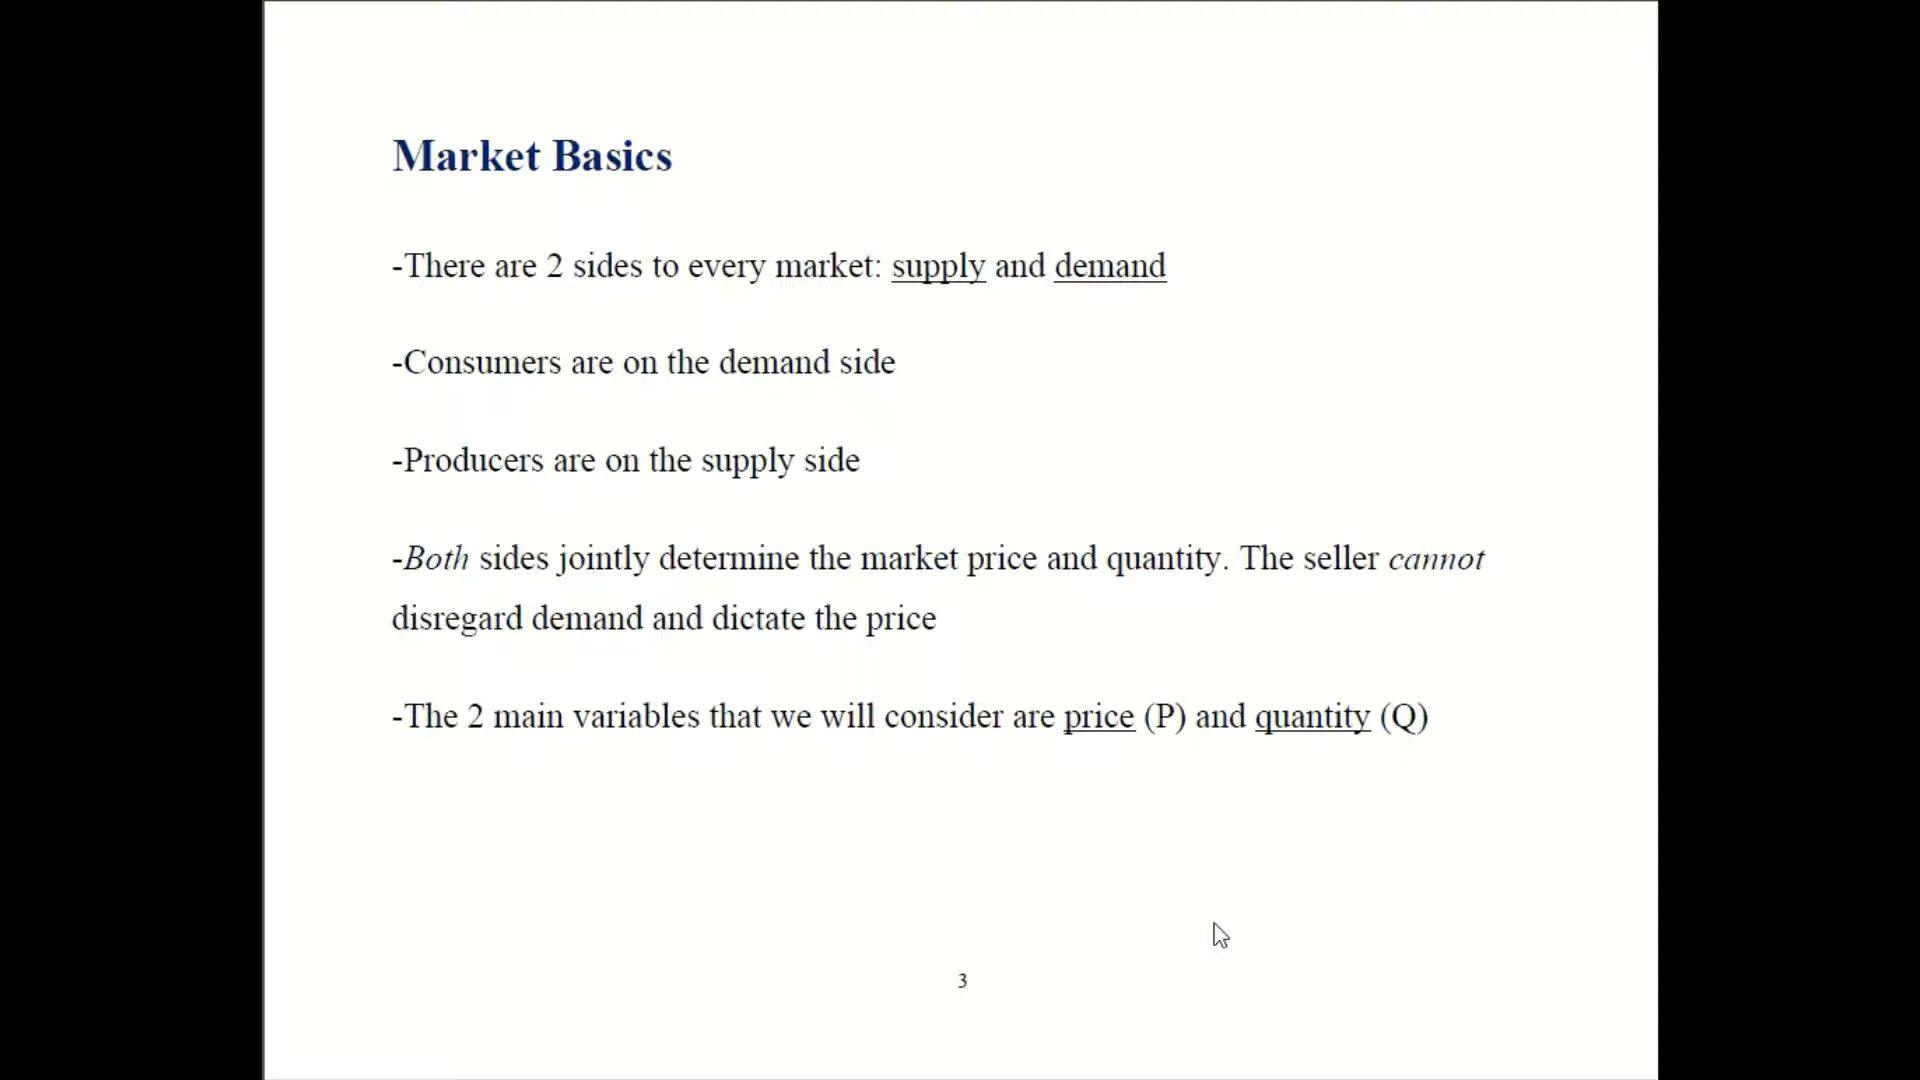 Market Basics
-There are 2 sides to every market: supply and demand
-Consumers are on the demand side
-Producers are on the supply side
-Both sides jointly determine the market price and quantity. The seller cannot
disregard demand and dictate the price
-The 2 main variables that we will consider are price (P) and quantity (Q)
3